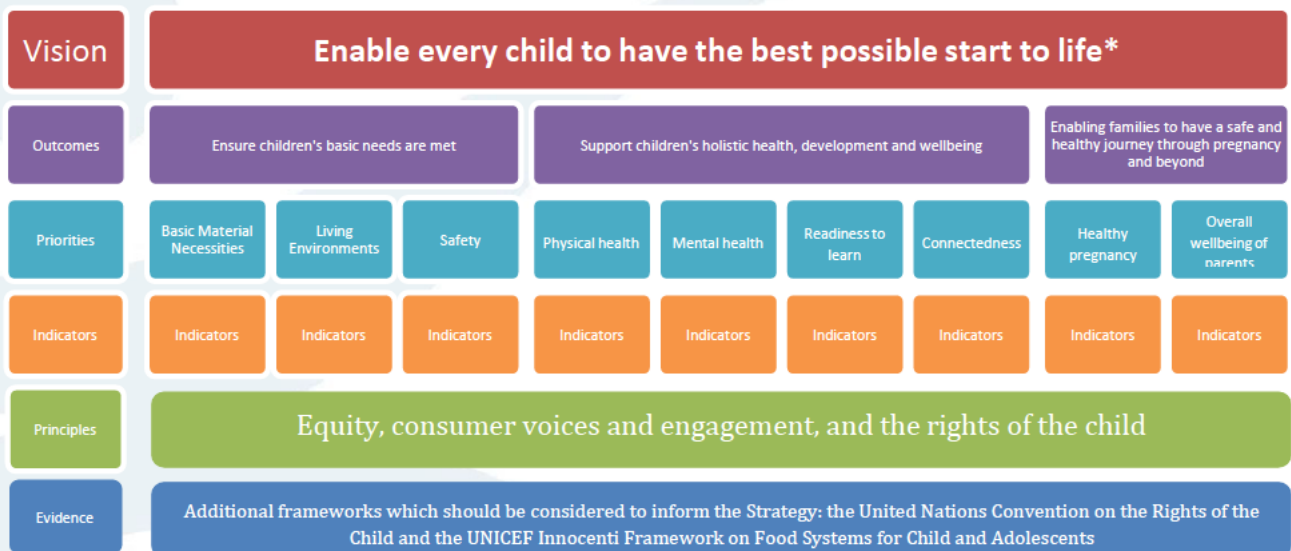 Vision
Enable every child to have the best possible start to life*
Outcomes
Ensure children's basic needs are met
Support children's holistic health, development and wellbeing
Enabling families to have a safe and
healthy journey through pregnancy
and beyond
Priorities
Basic Material
Necessities
Living
Environments
Safety
Physical health
Mental health
Readiness to
learn
Connectedness
Healthy
pregnancy
Overall
wellbeing of
parents
Indicators
Indicators
Indicators
Indicators
Indicators
Indicators
Indicators
Indicators
Indicators
Indicators
Principles
Equity, consumer voices and engagement, and the rights of the child
Evidence
Additional frameworks which should be considered to inform the Strategy: the United Nations Convention on the Rights of the
Child and the UNICEF Innocenti Framework on Food Systems for Child and Adolescents